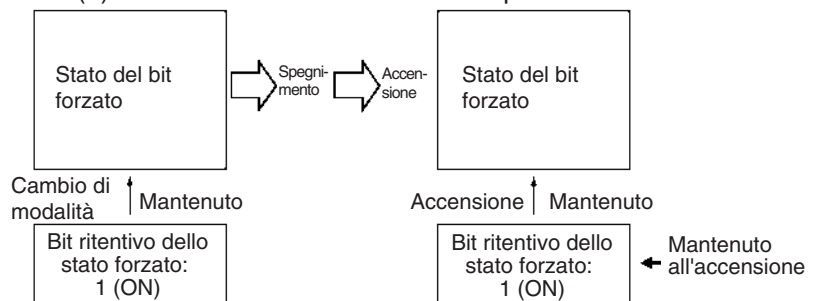 Stato del bit
forzato
Spegni-
mento
Accen-
sione
Stato del bit
forzato
Cambio di
modalità
Mantenuto
Accensione
Mantenuto
Bit ritentivo dello
stato forzato:
1 (ON)
Bit ritentivo dello
stato forzato:
1 (ON)
Mantenuto
all'accensione